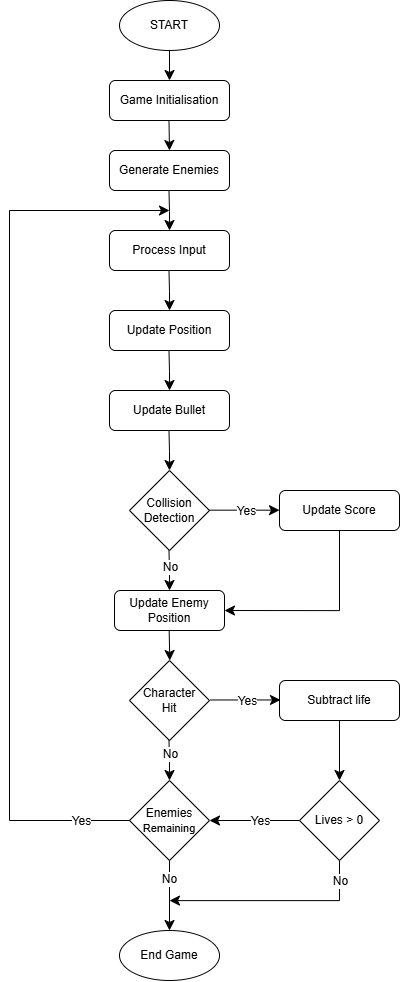 START
Game Initialisation
Generate Enemies
Process Input
Update Position
Update Bullet
Collision
Detection
Yes
Update Score
No
Update Enemy
Position
Character
Hit
Yes
Subtract life
No
Enemies
Remaining
Yes
Yes
Lives > 0
No
No
End Game